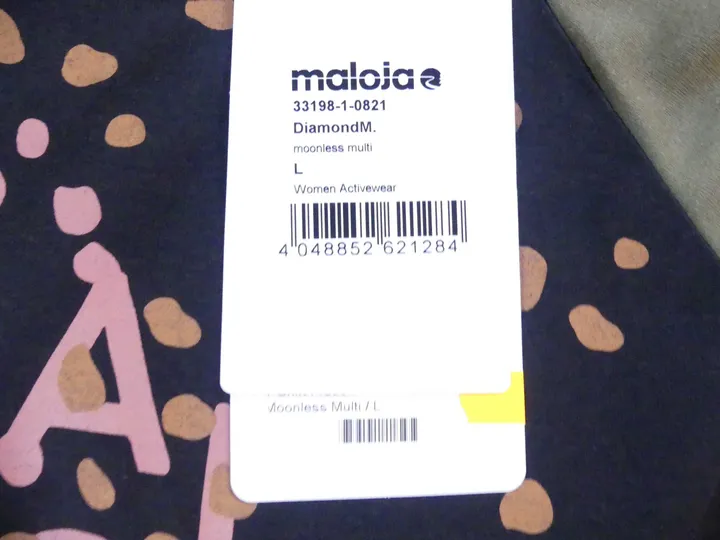 maloja
33198-1-0821
DiamondM.
moonless multi
L
Women Activewear
4 048852 621284
Moonless Multi / L